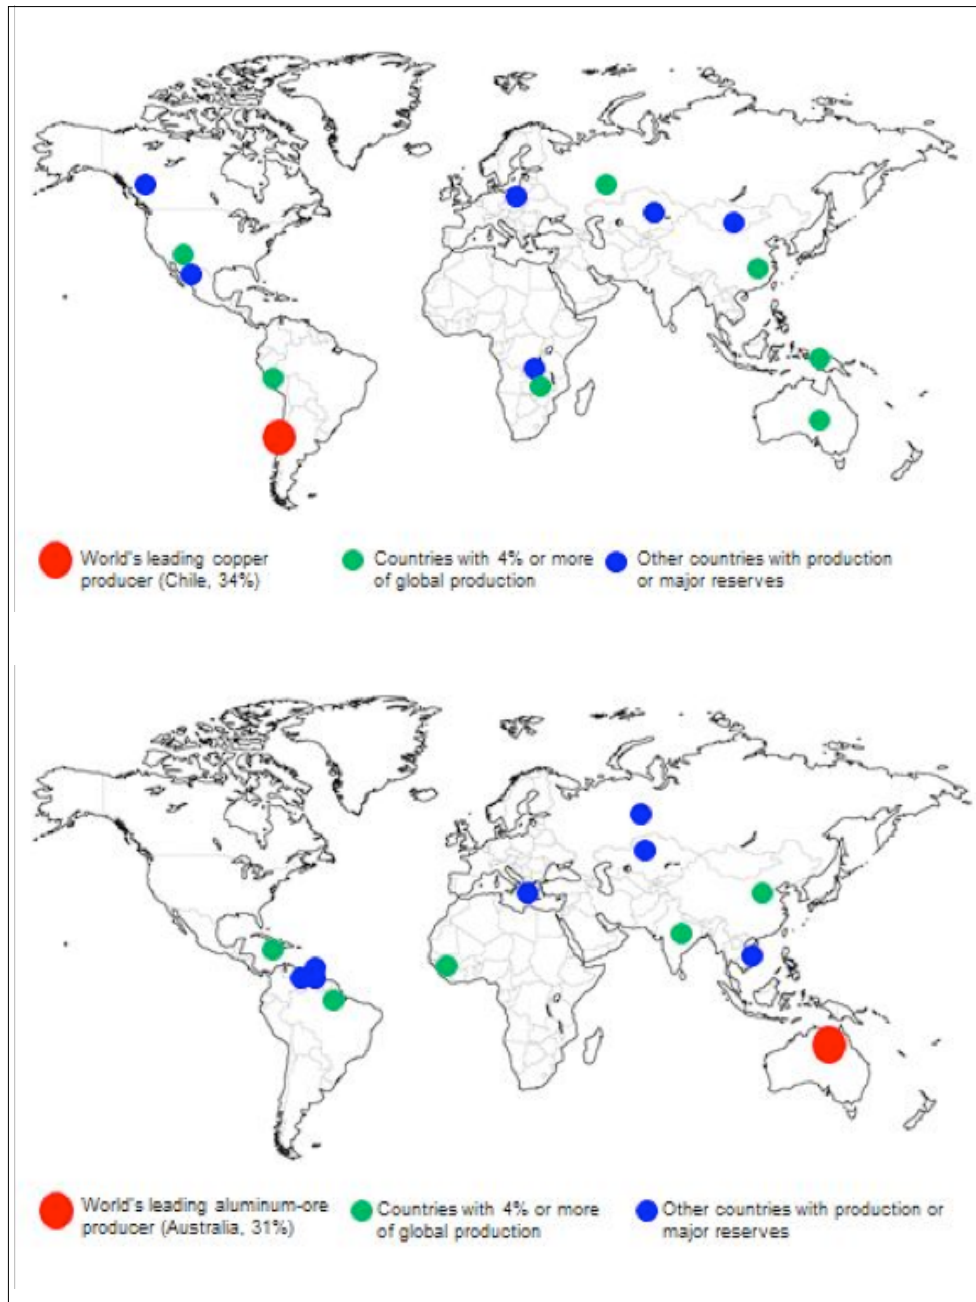 World's leading copper
producer (Chile, 34%)
Countries with 4% or more
of global production
Other countries with production
or major reserves
World's leading aluminum-ore
producer (Australia, 31%)
Countries with 4% or more
of global production
Other countries with production or
major reserves